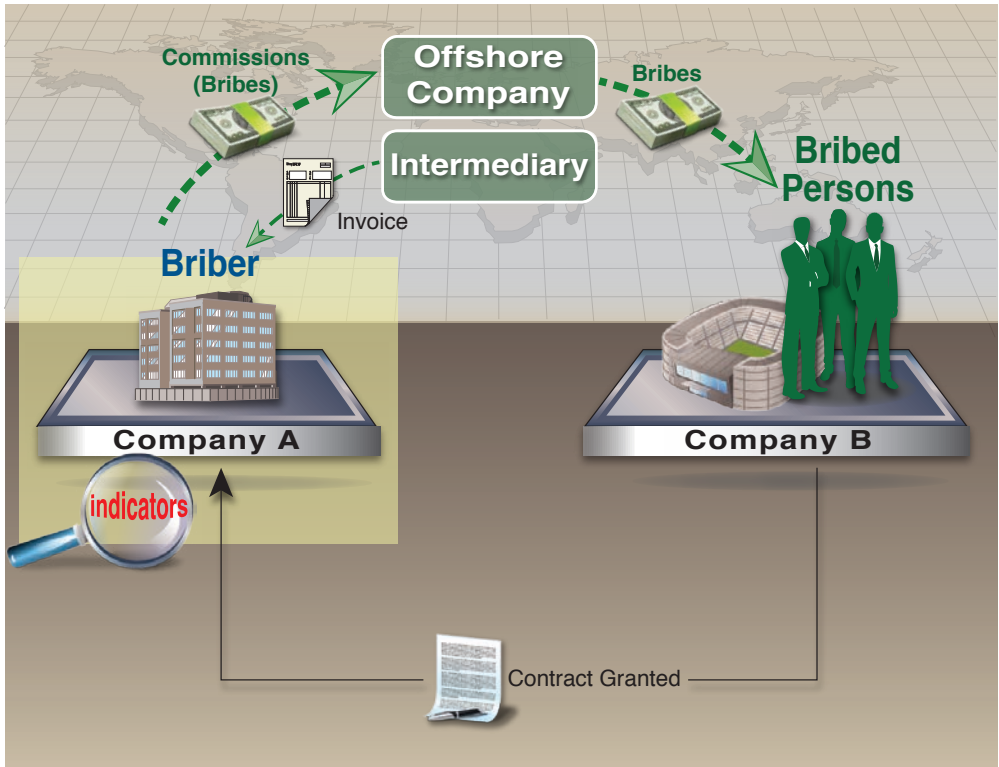 Commissions
(Bribes)
Offshore
Company
Bribes
Intermediary
Bribed
Persons
Invoice
Briber
Company A
Company B
indicators
Contract Granted